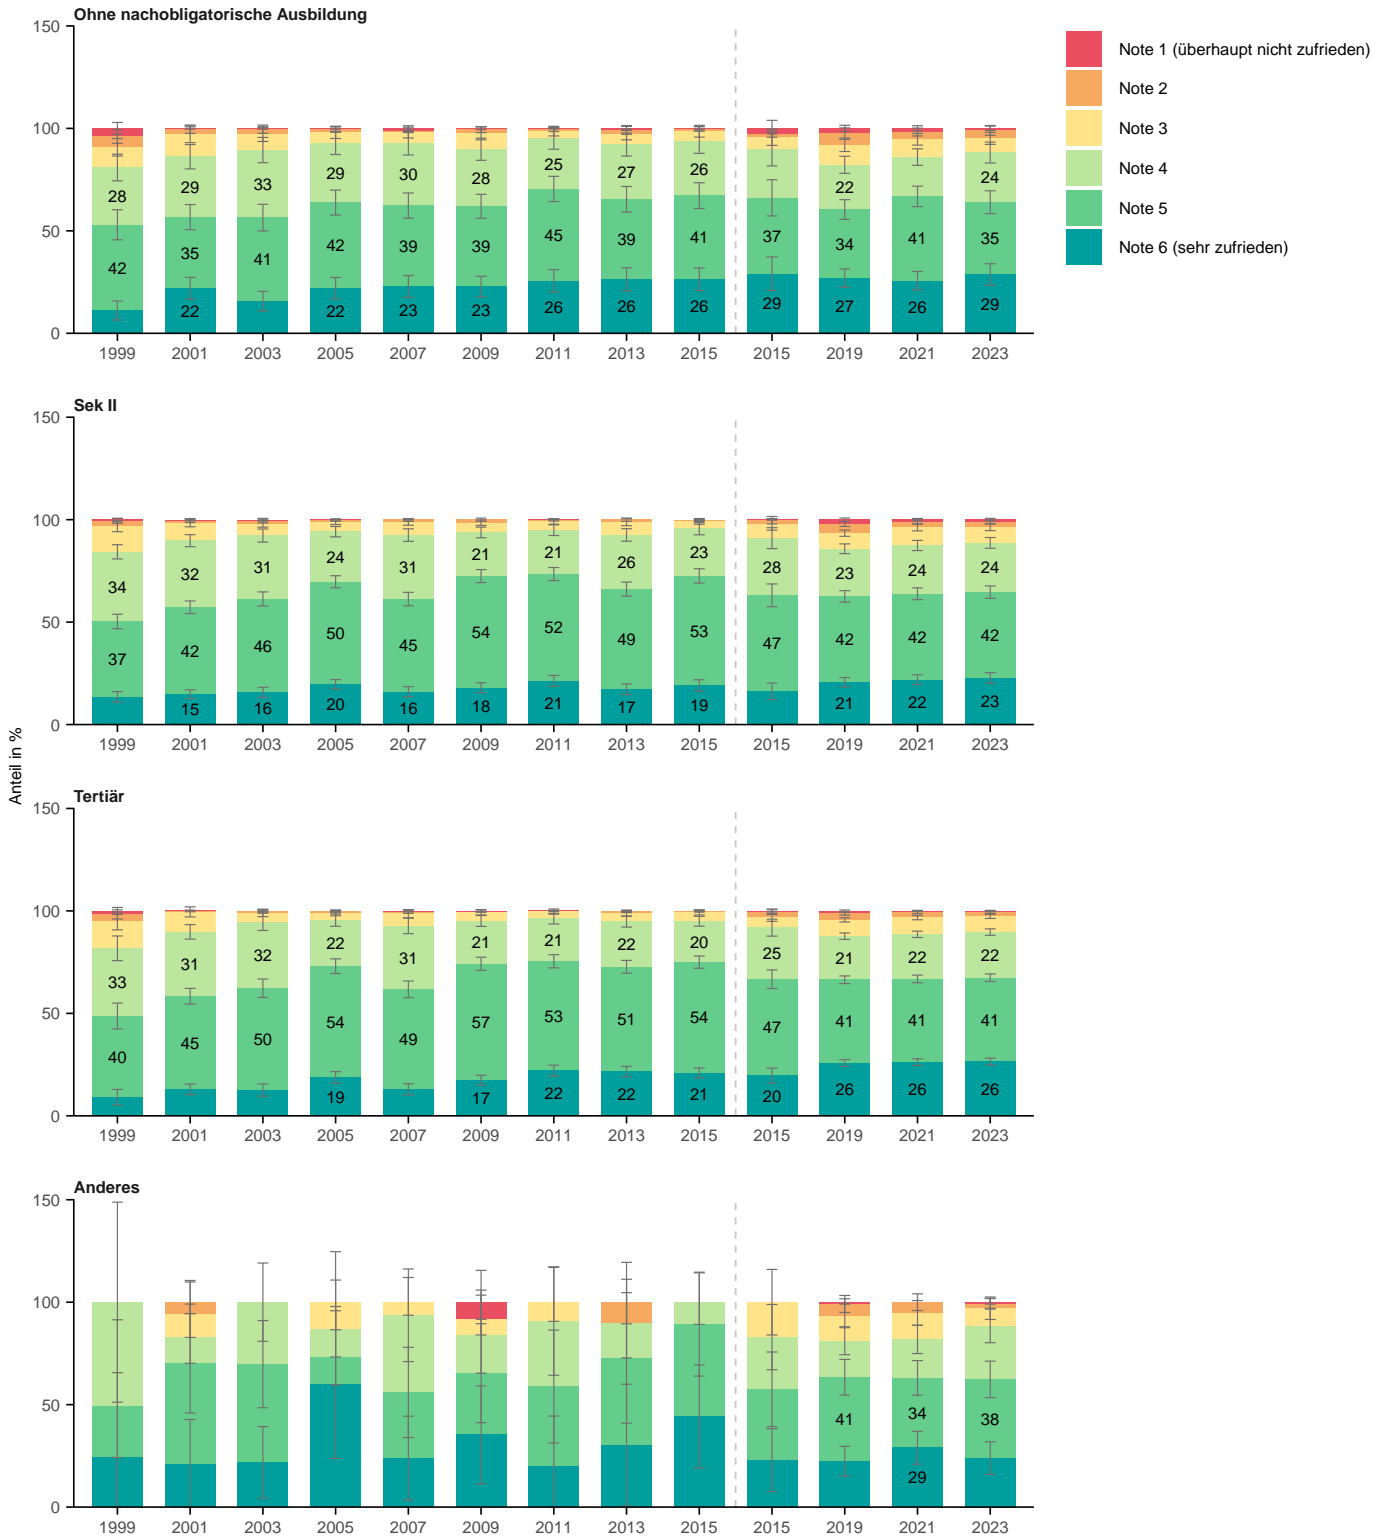 Ohne nachobligatorische Ausbildung
150
100
50
0
28 29 33 29 30 28 25 27 26 22 24
42 35 41 42 39 39 45 39 41 37 34 41 35
22 22 23 23 26 26 26 29 27 26 29
1999 2001 2003 2005 2007 2009 2011 2013 2015 2015 2019 2021 2023
Note 1 (überhaupt nicht zufrieden)
Note 2
Note 3
Note 4
Note 5
Note 6 (sehr zufrieden)
Sek II
150
100
50
0
34 32 31 24 31 21 21 26 23 28 23 24 24
37 42 46 50 45 54 52 49 53 47 42 42 42
15 16 20 16 18 21 17 19 21 22 23
1999 2001 2003 2005 2007 2009 2011 2013 2015 2015 2019 2021 2023
Anteil in %
Tertiär
150
100
50
0
33 31 32 22 31 21 21 22 20 25 21 22 22
40 45 50 54 49 57 53 51 54 47 41 41 41
19 17 22 22 21 20 26 26 26
1999 2001 2003 2005 2007 2009 2011 2013 2015 2015 2019 2021 2023
Anderes
150
100
50
0
41 34 38
29
1999 2001 2003 2005 2007 2009 2011 2013 2015 2015 2019 2021 2023